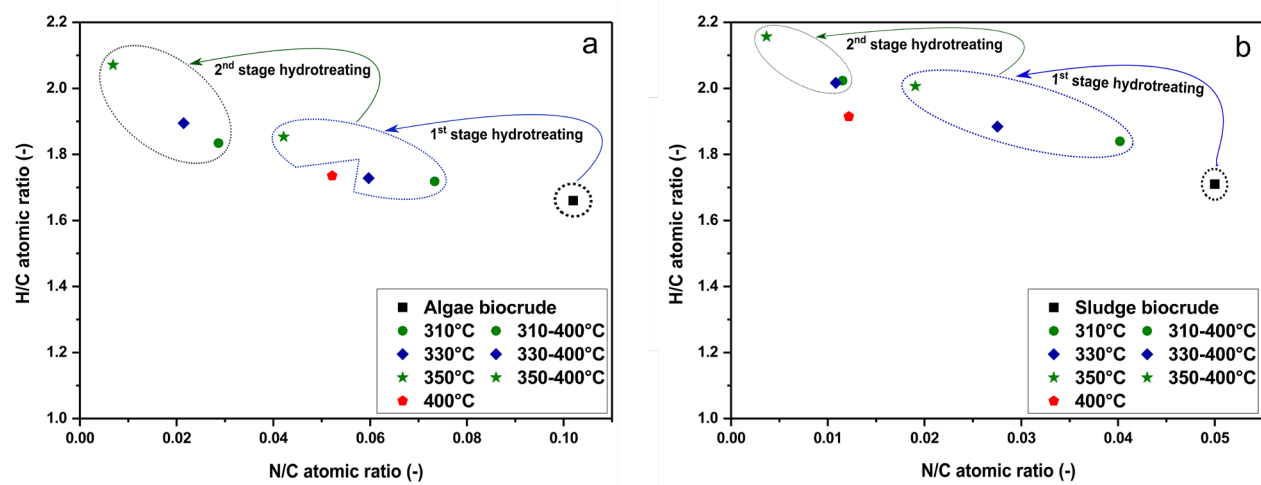 a
2nd stage hydrotreating
1st stage hydrotreating
H/C atomic ratio (-)
2.2
2.0
1.8
1.6
1.4
1.2
1.0
Algae biocrude
310°C 310-400°C
330°C 330-400°C
350°C 350-400°C
400°C
0.00 0.02 0.04 0.06 0.08 0.10
N/C atomic ratio (-)
b
2nd stage hydrotreating
1st stage hydrotreating
H/C atomic ratio (-)
2.2
2.0
1.8
1.6
1.4
1.2
1.0
Sludge biocrude
310°C 310-400°C
330°C 330-400°C
350°C 350-400°C
400°C
0.00 0.01 0.02 0.03 0.04 0.05
N/C atomic ratio (-)